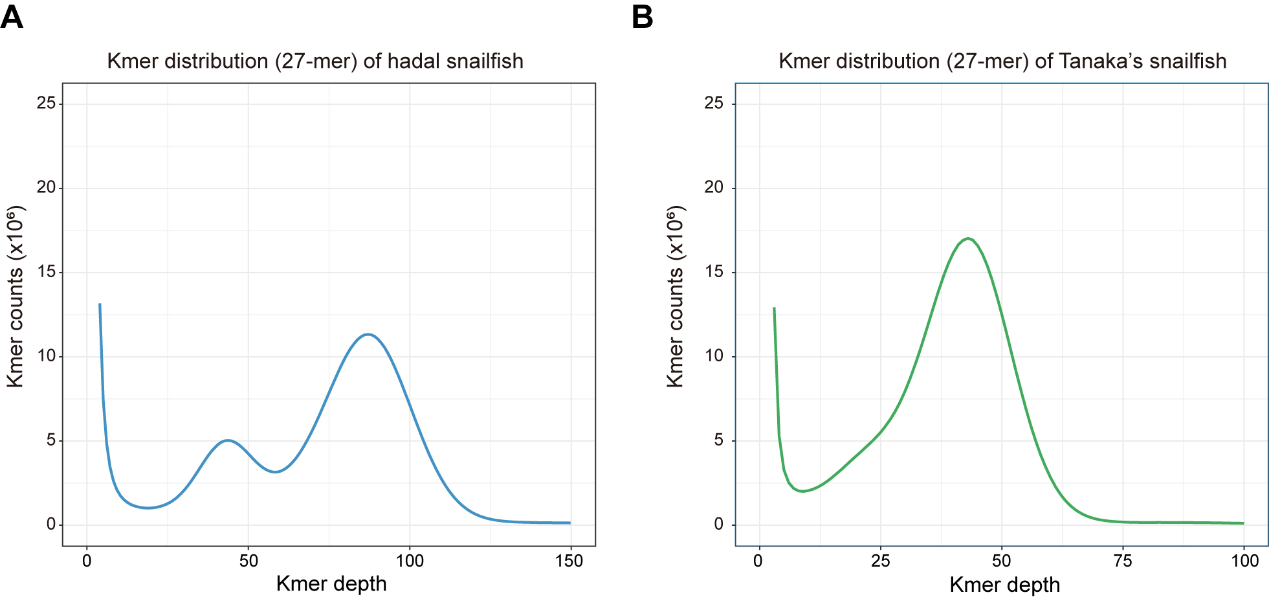 A
Kmer distribution (27-mer) of hadal snailfish
Kmer counts (x10⁶)
25
20
15
10
5
0
0 50 100 150
Kmer depth
B
Kmer distribution (27-mer) of Tanaka’s snailfish
Kmer counts (x10⁶)
25
20
15
10
5
0
0 25 50 75 100
Kmer depth